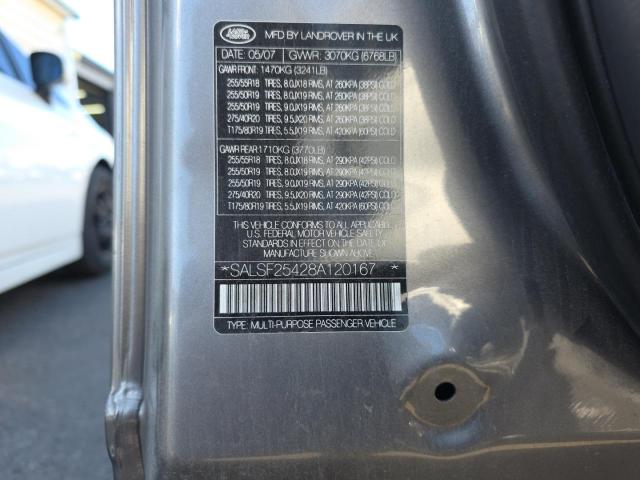 LAND ROVER
MFD BY LANDROVER IN THE UK
DATE: 05/07 GVWR: 3070KG (6768LB)
GAWR FRONT: 1470KG (3241LB)
255/55R18 TIRES, 8.0JX18 RIMS, AT 260KPA (38PSI) COLD
255/50R19 TIRES, 8.0JX19 RIMS, AT 260KPA (38PSI) COLD
255/50R19 TIRES, 9.0JX19 RIMS, AT 260KPA (38PSI) COLD
275/40R20 TIRES, 9.5JX20 RIMS, AT 260KPA (38PSI) COLD
T175/80R19 TIRES, 5.5JX19 RIMS, AT 420KPA (60PSI) COLD
GAWR REAR 1710KG (3770LB)
255/55R18 TIRES, 8.0JX18 RIMS, AT 290KPA (42PSI) COLD
255/50R19 TIRES, 8.0JX19 RIMS, AT 290KPA (42PSI) COLD
255/50R19 TIRES, 9.0JX19 RIMS, AT 290KPA (42PSI) COLD
275/40R20 TIRES, 9.5JX20 RIMS, AT 290KPA (42PSI) COLD
T175/80R19 TIRES, 5.5JX19 RIMS, AT 420KPA (60PSI) COLD
THIS VEHICLE CONFORMS TO ALL APPLICABLE
U.S. FEDERAL MOTOR VEHICLE SAFETY
STANDARDS IN EFFECT ON THE DATE OF
MANUFACTURE SHOWN ABOVE.
*SALSF25428A120167 *
TYPE: MULTI-PURPOSE PASSENGER VEHICLE